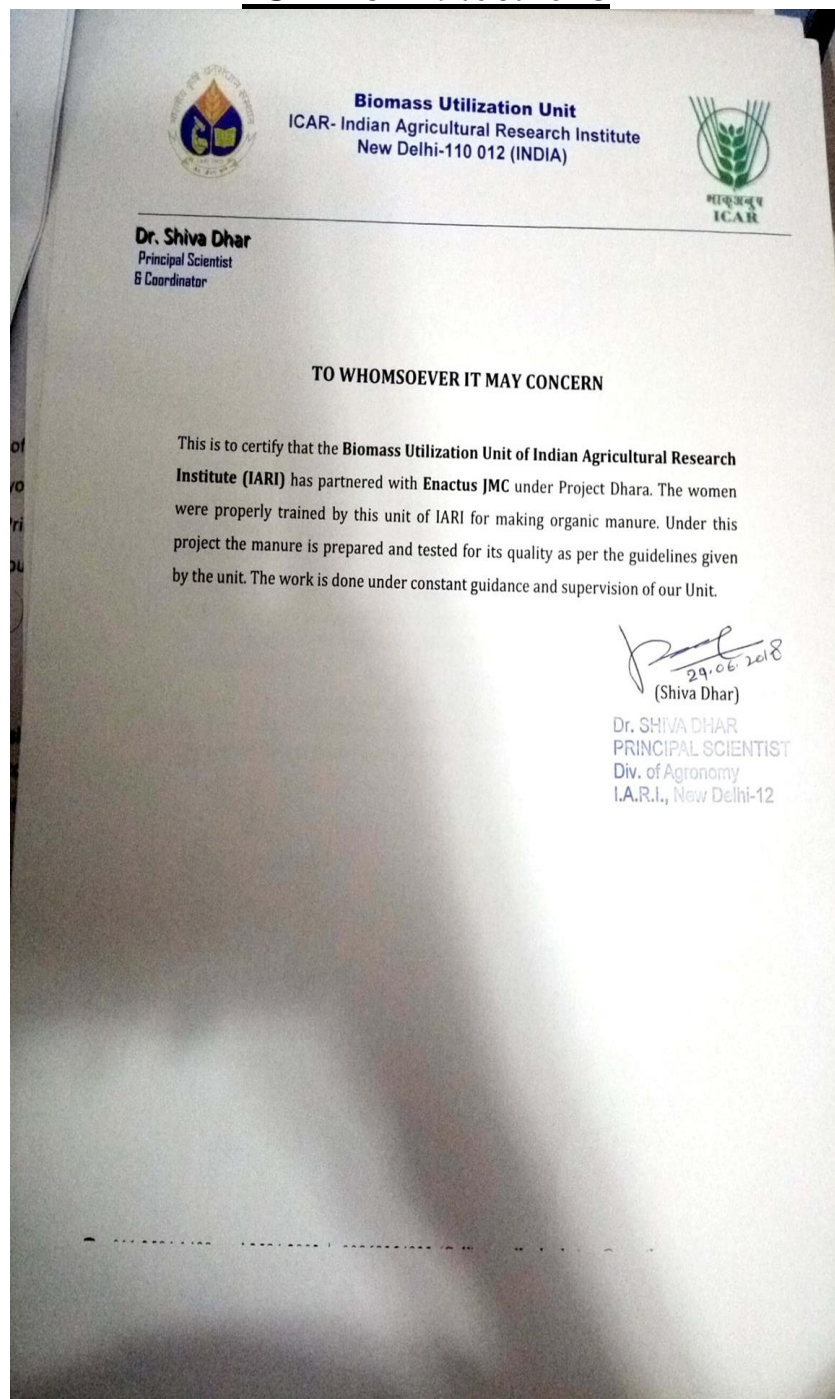 Biomass Utilization Unit
ICAR- Indian Agricultural Research Institute
New Delhi-110 012 (INDIA)
भाकृअनुप
ICAR
Dr. Shiva Dhar
Principal Scientist
& Coordinator
TO WHOMSOEVER IT MAY CONCERN
This is to certify that the Biomass Utilization Unit of Indian Agricultural Research
Institute (IARI) has partnered with Enactus JMC under Project Dhara. The women
were properly trained by this unit of IARI for making organic manure. Under this
project the manure is prepared and tested for its quality as per the guidelines given
by the unit. The work is done under constant guidance and supervision of our Unit.
29.06.2018
(Shiva Dhar)
Dr. SHIVA DHAR
PRINCIPAL SCIENTIST
Div. of Agronomy
I.A.R.I., New Delhi-12